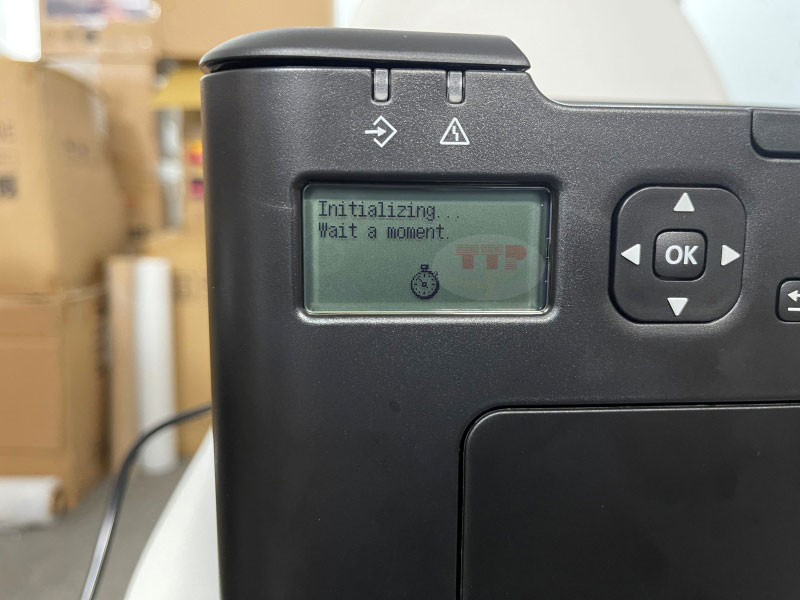 Initializing...
Wait a moment.
TTP
OK